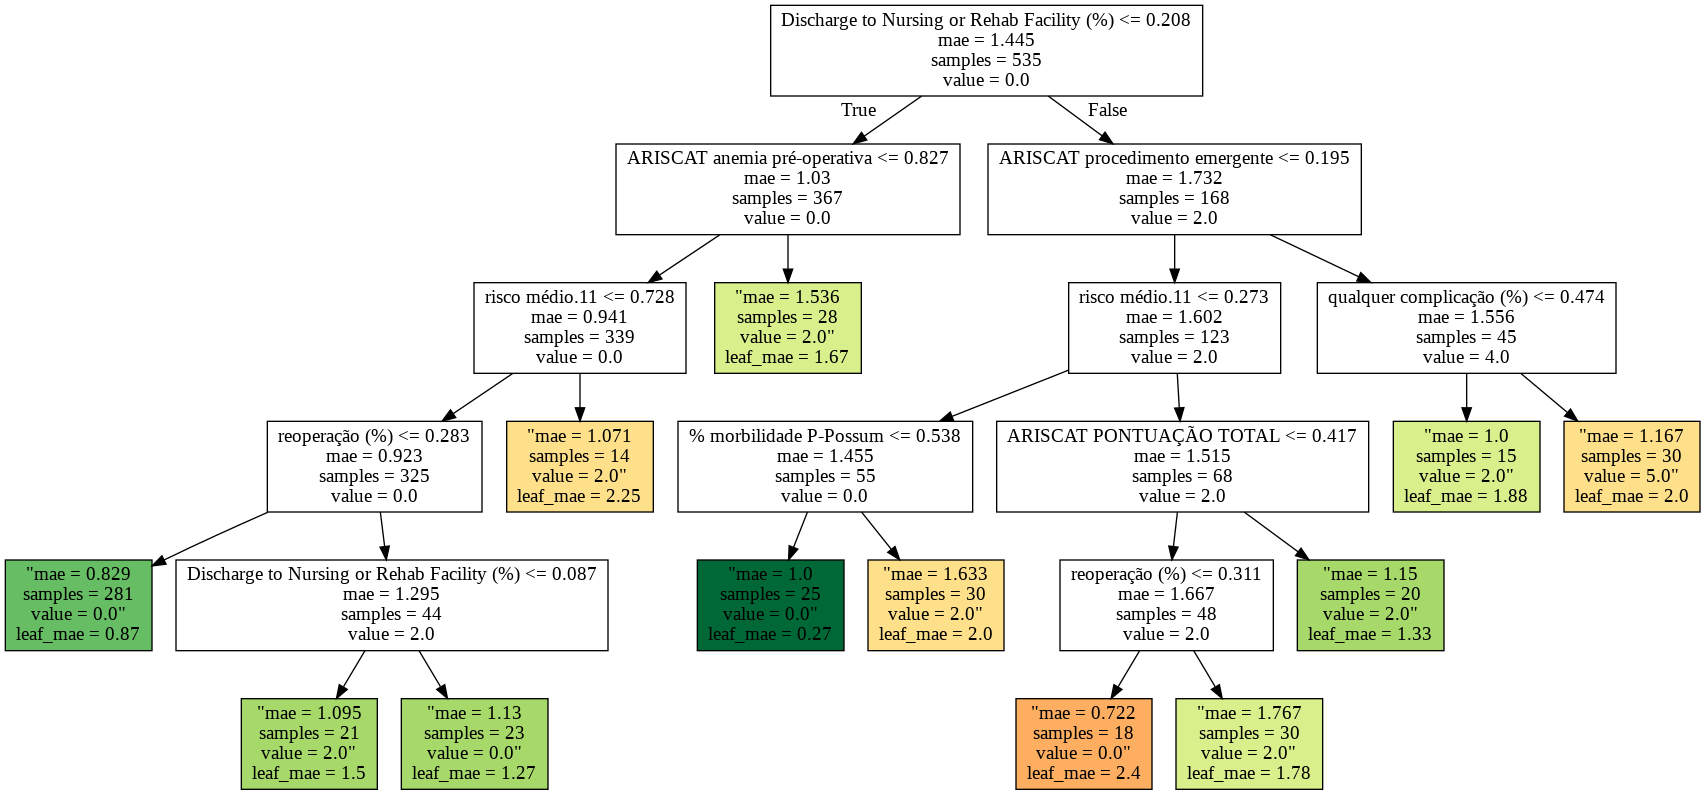 Discharge to Nursing or Rehab Facility (%) <= 0.208
mae = 1.445
samples = 535
value = 0.0
True
False
ARISCAT anemia pré-operativa <= 0.827
mae = 1.03
samples = 367
value = 0.0
ARISCAT procedimento emergente <= 0.195
mae = 1.732
samples = 168
value = 2.0
risco médio.11 <= 0.728
mae = 0.941
samples = 339
value = 0.0
"mae = 1.536
samples = 28
value = 2.0"
leaf_mae = 1.67
risco médio.11 <= 0.273
mae = 1.602
samples = 123
value = 2.0
qualquer complicação (%) <= 0.474
mae = 1.556
samples = 45
value = 4.0
reoperação (%) <= 0.283
mae = 0.923
samples = 325
value = 0.0
"mae = 1.071
samples = 14
value = 2.0"
leaf_mae = 2.25
% morbilidade P-Possum <= 0.538
mae = 1.455
samples = 55
value = 0.0
ARISCAT PONTUAÇÃO TOTAL <= 0.417
mae = 1.515
samples = 68
value = 2.0
"mae = 1.0
samples = 15
value = 2.0"
leaf_mae = 1.88
"mae = 1.167
samples = 30
value = 5.0"
leaf_mae = 2.0
"mae = 0.829
samples = 281
value = 0.0"
leaf_mae = 0.87
Discharge to Nursing or Rehab Facility (%) <= 0.087
mae = 1.295
samples = 44
value = 2.0
"mae = 1.0
samples = 25
value = 0.0"
leaf_mae = 0.27
"mae = 1.633
samples = 30
value = 2.0"
leaf_mae = 2.0
reoperação (%) <= 0.311
mae = 1.667
samples = 48
value = 2.0
"mae = 1.15
samples = 20
value = 2.0"
leaf_mae = 1.33
"mae = 1.095
samples = 21
value = 2.0"
leaf_mae = 1.5
"mae = 1.13
samples = 23
value = 0.0"
leaf_mae = 1.27
"mae = 0.722
samples = 18
value = 0.0"
leaf_mae = 2.4
"mae = 1.767
samples = 30
value = 2.0"
leaf_mae = 1.78